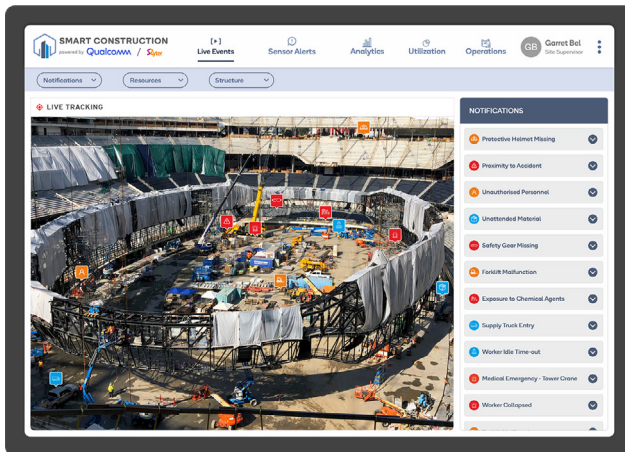 SMART CONSTRUCTION
powered by Qualcomm /
Live Events
Sensor Alerts
Analytics
Utilization
Operations
GB
Garret Bel
Site Supervisor
Notifications
Resources
Structure
LIVE TRACKING
NOTIFICATIONS
Protective Helmet Missing
Proximity to Accident
Unauthorised Personnel
Unattended Material
Safety Gear Missing
Forklift Malfunction
Exposure to Chemical Agents
Supply Truck Entry
Worker Idle Time-out
Medical Emergency - Tower Crane
Worker Collapsed